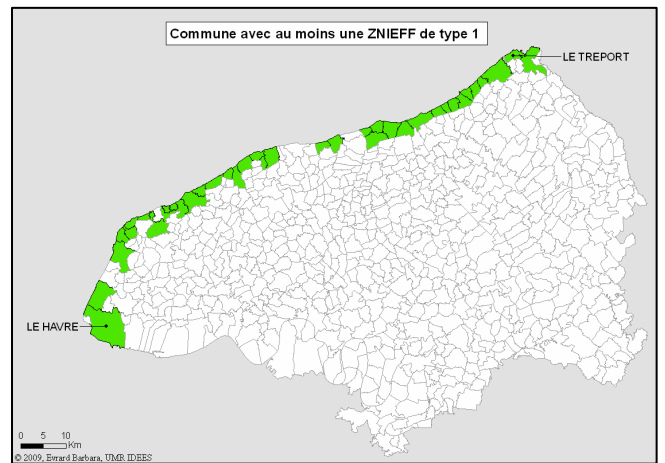 Commune avec au moins une ZNIEFF de type 1
LE TREPORT
LE HAVRE
0 5 10
Km
© 2009, Evrard Barbara, UMR IDEES